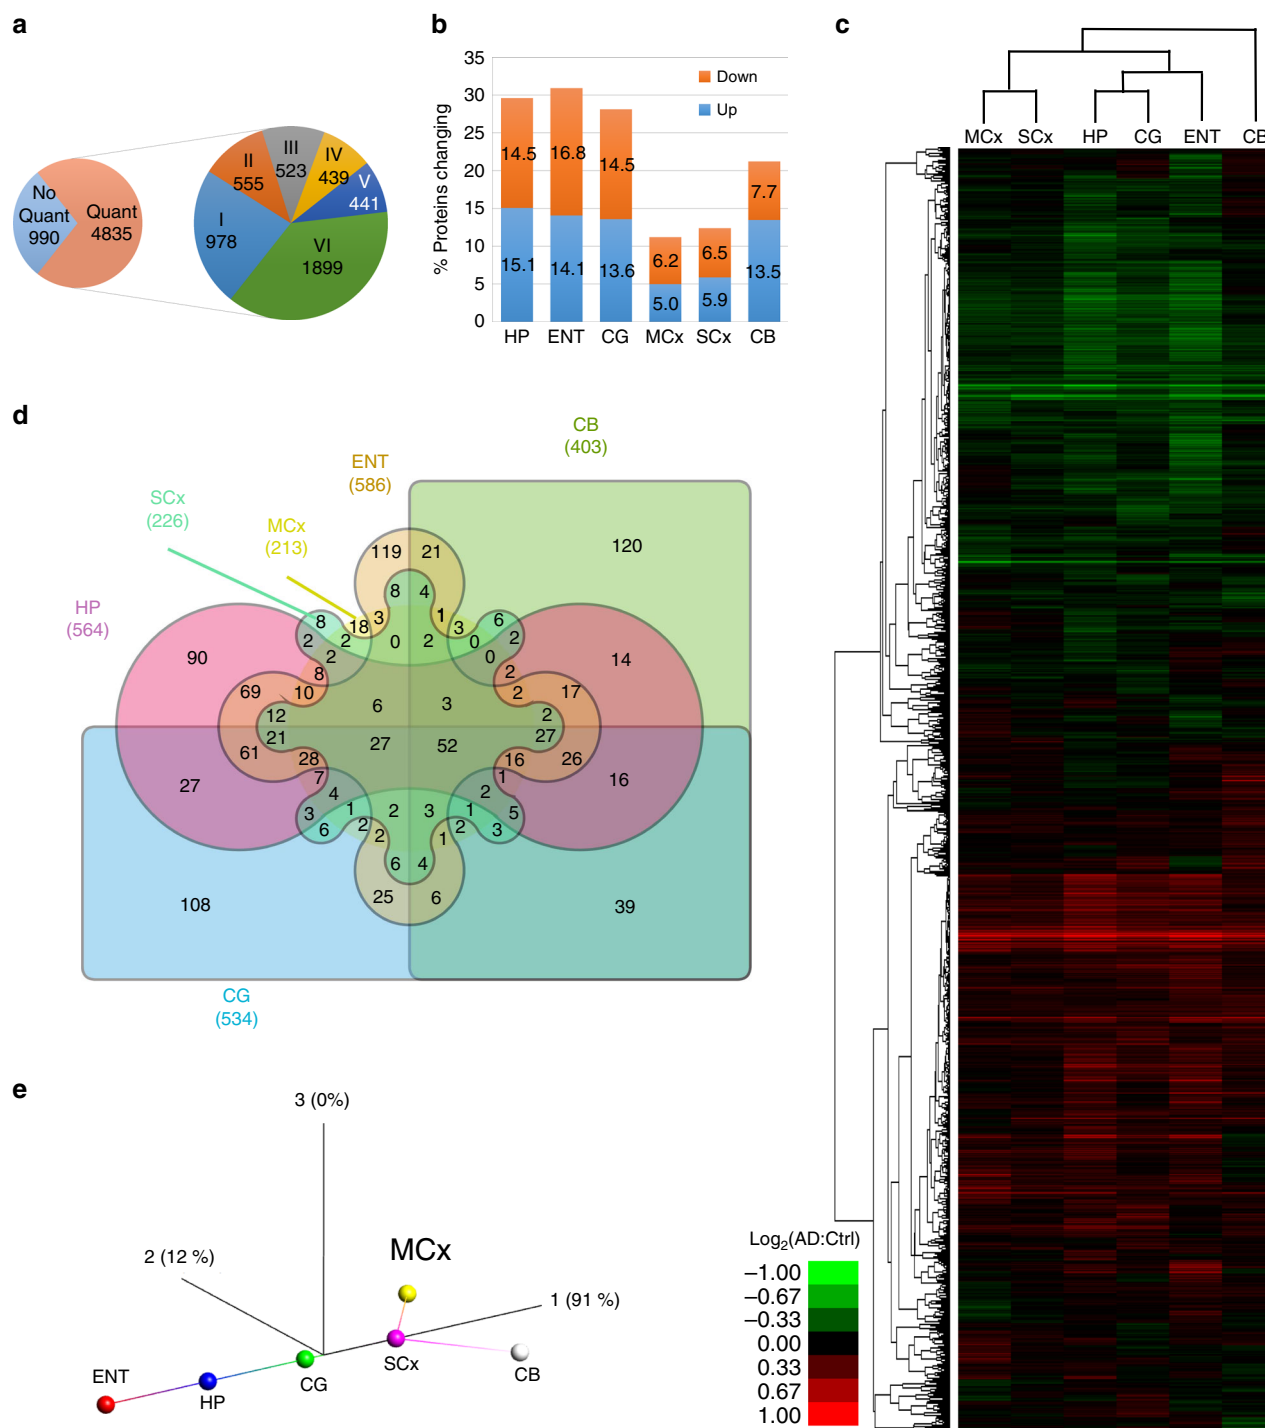 a
No
Quant
990
Quant
4835
I
978
II
555
III
523
IV
439
V
441
VI
1899
b
% Proteins changing
35
30
25
20
15
10
5
0
Down
Up
14.5
16.8
14.5
6.2
6.5
7.7
15.1
14.1
13.6
5.0
5.9
13.5
HP
ENT
CG
MCx
SCx
CB
c
MCx
SCx
HP
CG
ENT
CB
d
CB
(403)
ENT
(586)
SCx
(226)
MCx
(213)
HP
(564)
CG
(534)
119
21
120
8
4
8
18
3
1
3
6
2
2
0
2
0
2
2
0
90
8
2
14
69
10
2
17
12
6
3
2
21
27
52
27
61
28
16
26
27
7
1
16
4
2
3
1
2
3
1
5
6
2
2
1
2
3
6
4
25
6
108
39
e
3 (0%)
2 (12 %)
MCx
1 (91 %)
ENT
HP
CG
SCx
CB
Log2(AD:Ctrl)
–1.00
–0.67
–0.33
0.00
0.33
0.67
1.00